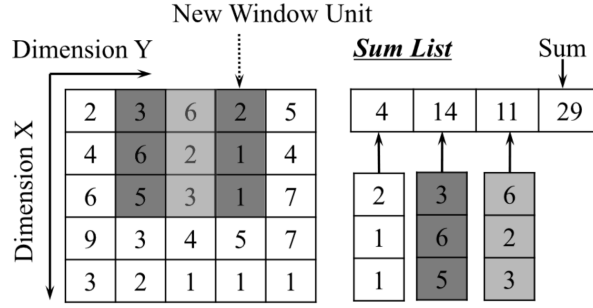 New Window Unit
Dimension Y
Sum List
Sum
Dimension X
2 3 6 2 5
4 6 2 1 4
6 5 3 1 7
9 3 4 5 7
3 2 1 1 1
4 14 11 29
2 3 6
1 6 2
1 5 3